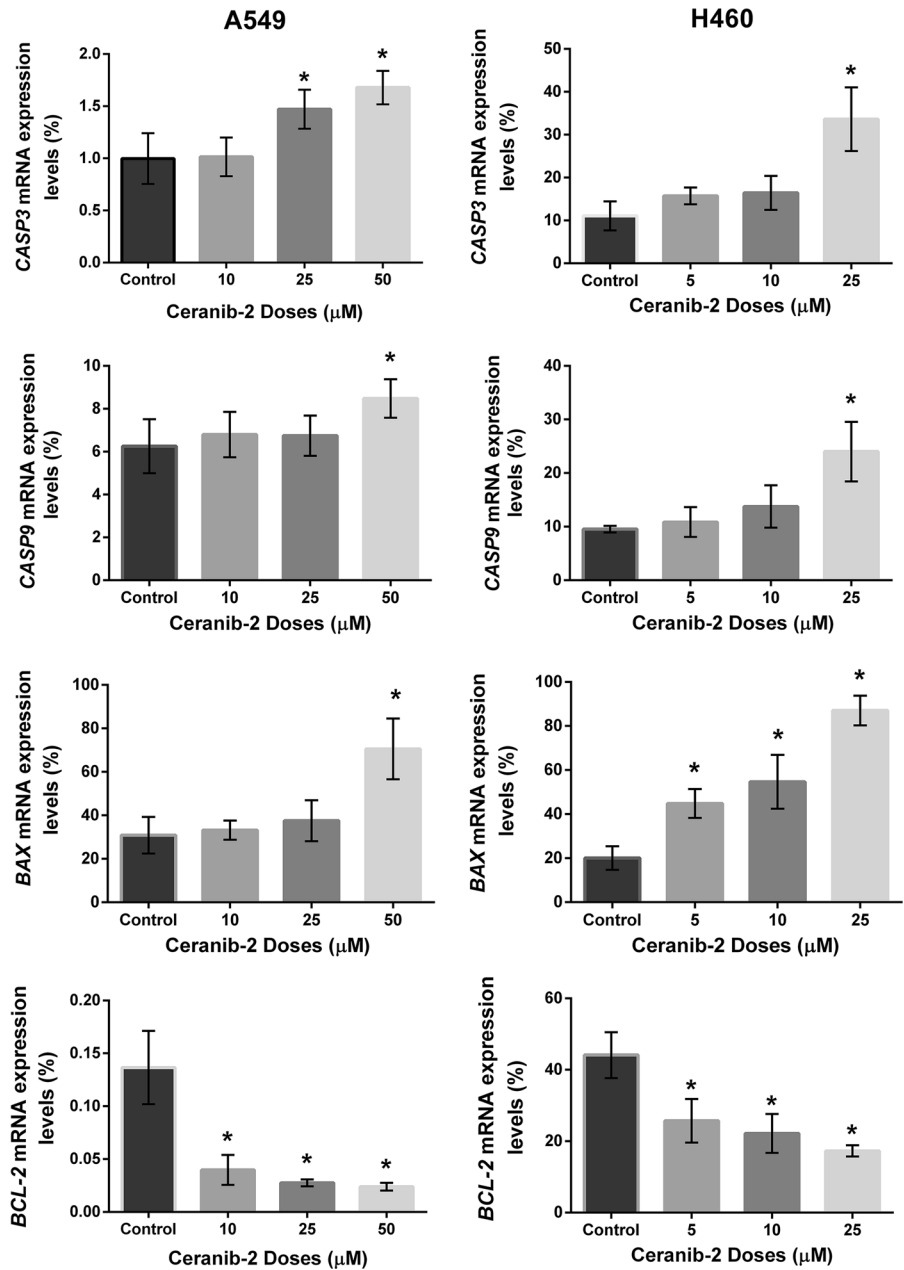 A549
H460
CASP3 mRNA expression
levels (%)
2.0
1.5
1.0
0.5
0.0
* *
Control 10 25 50
Ceranib-2 Doses (μM)
CASP3 mRNA expression
levels (%)
50
40
30
20
10
0
*
Control 5 10 25
Ceranib-2 Doses (μM)
CASP9 mRNA expression
levels (%)
10
8
6
4
2
0
*
Control 10 25 50
Ceranib-2 Doses (μM)
CASP9 mRNA expression
levels (%)
40
30
20
10
0
*
Control 5 10 25
Ceranib-2 Doses (μM)
BAX mRNA expression
levels (%)
100
80
60
40
20
0
*
Control 10 25 50
Ceranib-2 Doses (μM)
BAX mRNA expression
levels (%)
100
80
60
40
20
0
* * *
Control 5 10 25
Ceranib-2 Doses (μM)
BCL-2 mRNA expression
levels (%)
0.20
0.15
0.10
0.05
0.00
* * *
Control 10 25 50
Ceranib-2 Doses (μM)
BCL-2 mRNA expression
levels (%)
60
40
20
0
* * *
Control 5 10 25
Ceranib-2 Doses (μM)